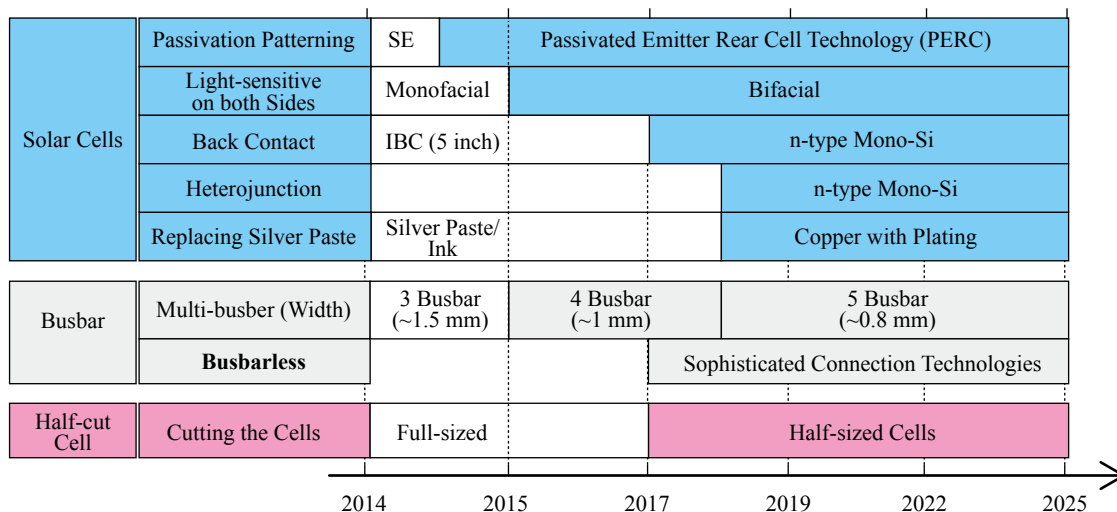 Solar Cells
Passivation Patterning
SE
Passivated Emitter Rear Cell Technology (PERC)
Light-sensitive
on both Sides
Monofacial
Bifacial
Back Contact
IBC (5 inch)
n-type Mono-Si
Heterojunction
n-type Mono-Si
Replacing Silver Paste
Silver Paste/
Ink
Copper with Plating
Busbar
Multi-busber (Width)
3 Busbar
(~1.5 mm)
4 Busbar
(~1 mm)
5 Busbar
(~0.8 mm)
Busbarless
Sophisticated Connection Technologies
Half-cut
Cell
Cutting the Cells
Full-sized
Half-sized Cells
2014
2015
2017
2019
2022
2025